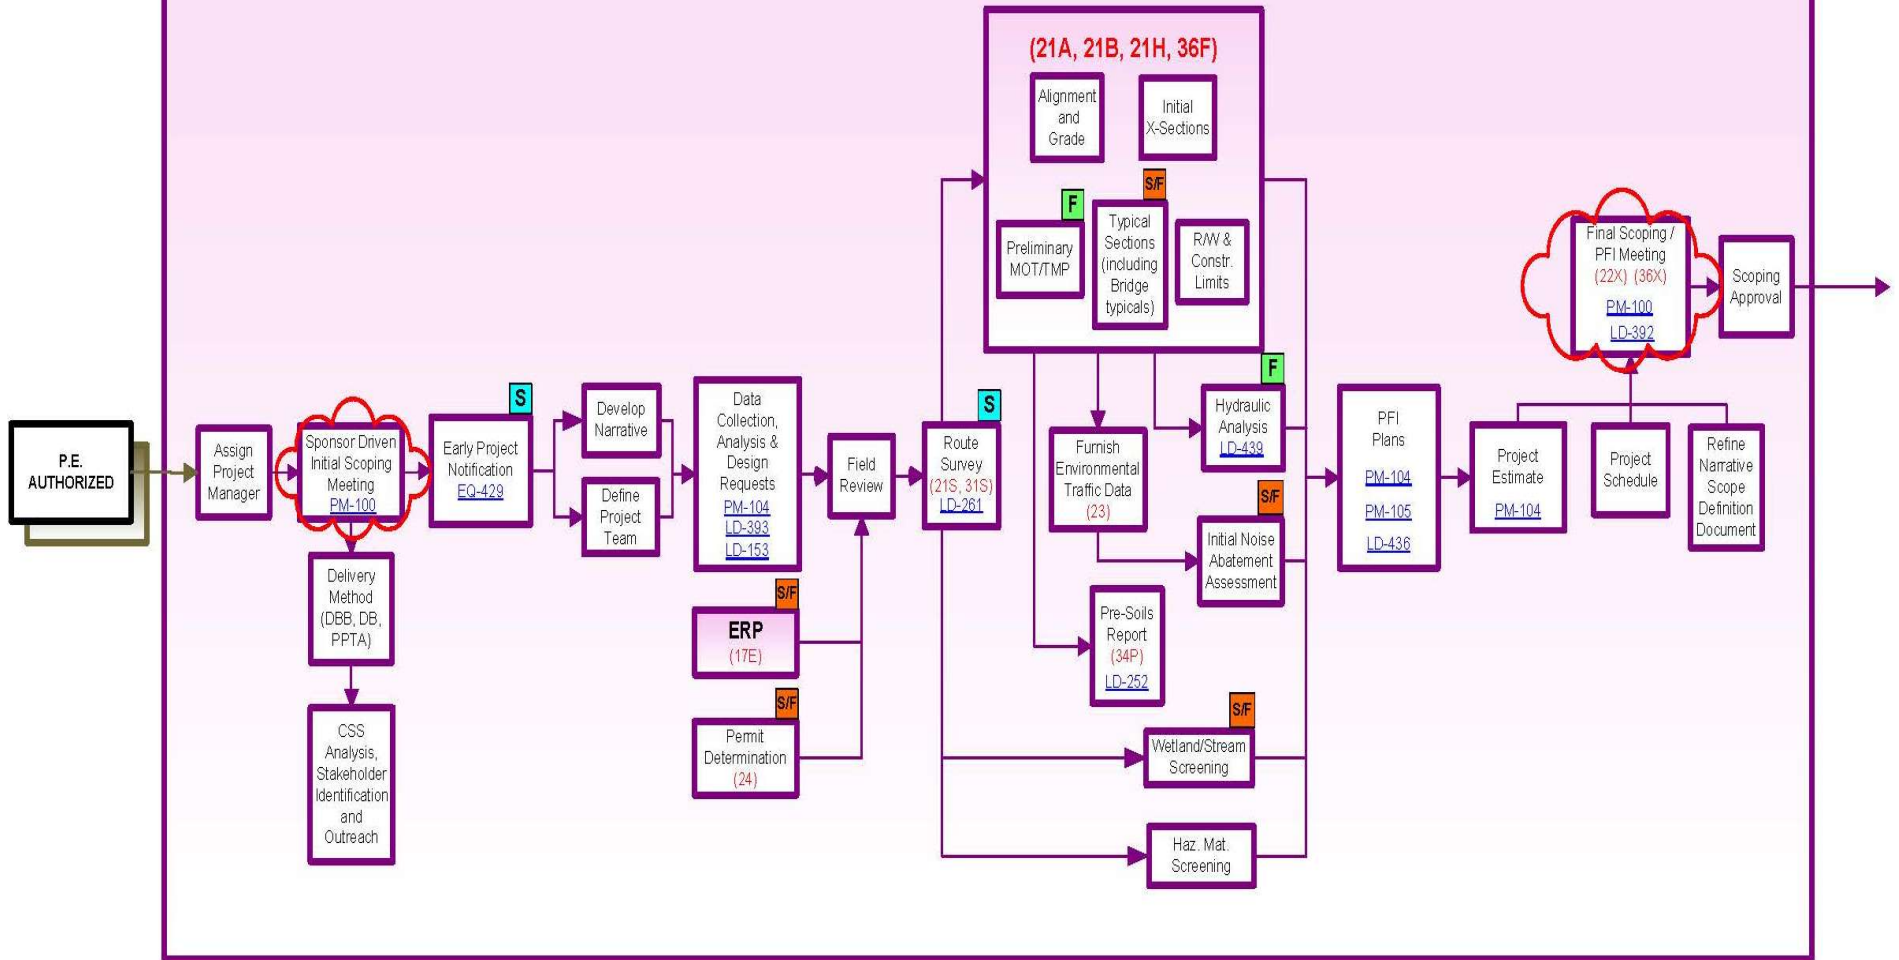 P.E.
AUTHORIZED
Assign
Project
Manager
Sponsor Driven
Initial Scoping
Meeting
PM-100
Delivery
Method
(DBB, DB,
PPTA)
CSS
Analysis,
Stakeholder
Identification
and
Outreach
S
Early Project
Notification
EQ-429
Develop
Narrative
Define
Project
Team
Data
Collection,
Analysis &
Design
Requests
PM-104
LD-393
LD-153
S/F
ERP
(17E)
S/F
Permit
Determination
(24)
Field
Review
S
Route
Survey
(21S, 31S)
LD-261
(21A, 21B, 21H, 36F)
Alignment
and
Grade
Initial
X-Sections
F
Preliminary
MOT/TMP
S/F
Typical
Sections
(including
Bridge
typicals)
R/W &
Constr.
Limits
F
Hydraulic
Analysis
LD-439
Furnish
Environmental
Traffic Data
(23)
S/F
Initial Noise
Abatement
Assessment
Pre-Soils
Report
(34P)
LD-252
S/F
Wetland/Stream
Screening
Haz. Mat.
Screening
PFI
Plans
PM-104
PM-105
LD-436
Project
Estimate
PM-104
Project
Schedule
Refine
Narrative
Scope
Definition
Document
Final Scoping /
PFI Meeting
(22X) (36X)
PM-100
LD-392
Scoping
Approval